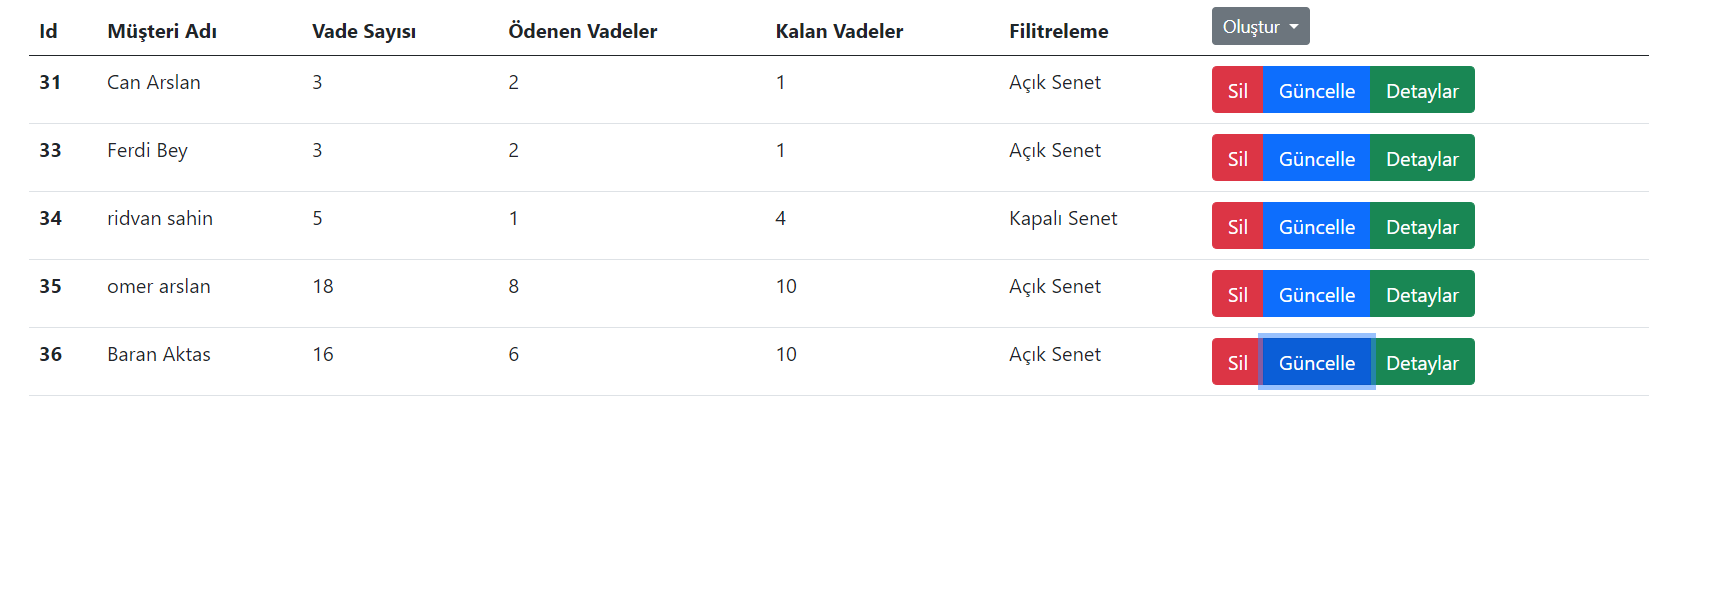 Id Müşteri Adı Vade Sayısı Ödenen Vadeler Kalan Vadeler Filitreleme Oluştur
31 Can Arslan 3 2 1 Açık Senet Sil Güncelle Detaylar
33 Ferdi Bey 3 2 1 Açık Senet Sil Güncelle Detaylar
34 ridvan sahin 5 1 4 Kapalı Senet Sil Güncelle Detaylar
35 omer arslan 18 8 10 Açık Senet Sil Güncelle Detaylar
36 Baran Aktas 16 6 10 Açık Senet Sil Güncelle Detaylar